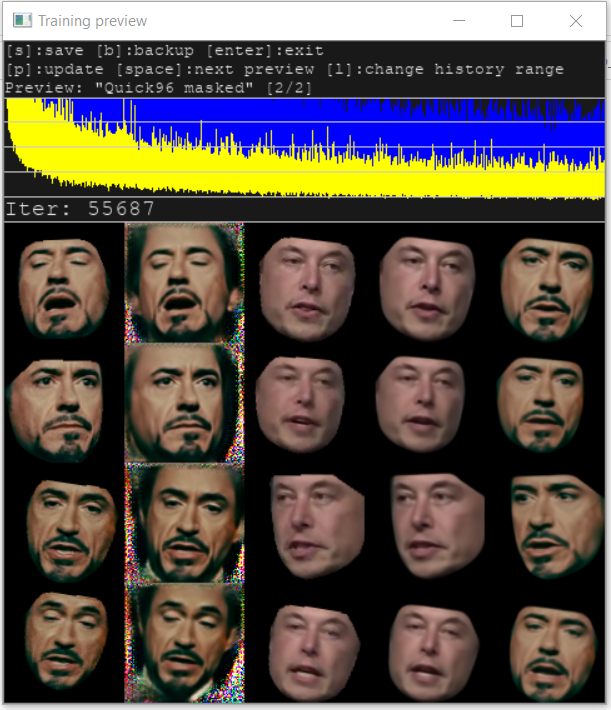 Training preview
[s]:save [b]:backup [enter]:exit
[p]:update [space]:next preview [l]:change history range
Preview: "Quick96 masked" [2/2]
Iter: 55687